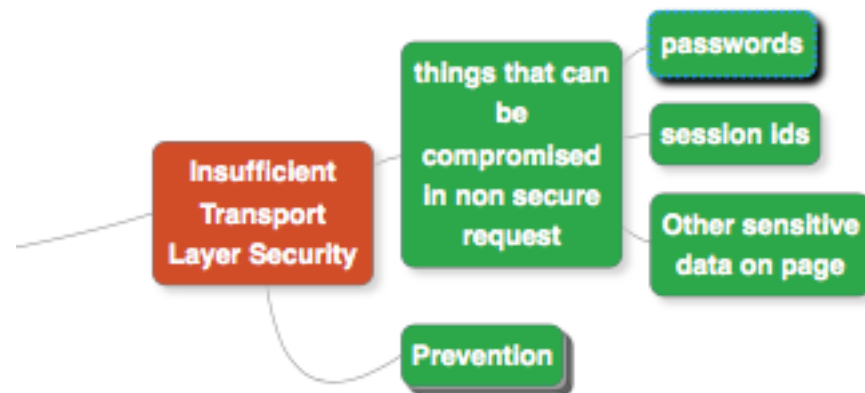 Insufficient
Transport
Layer Security
things that can
be
compromised
in non secure
request
passwords
session ids
Other sensitive
data on page
Prevention